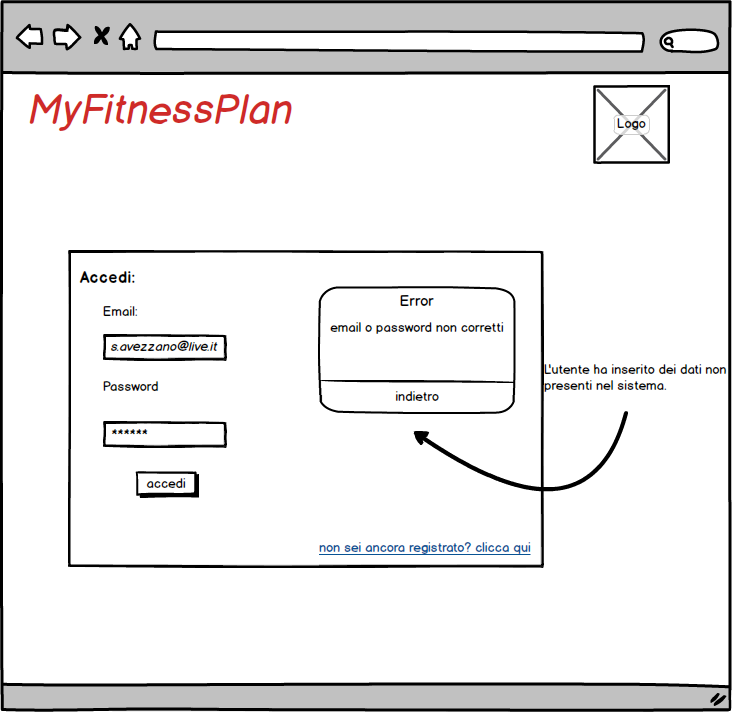 MyFitnessPlan
Logo
Accedi:
Email:
s.avezzano@live.it
Password
******
accedi
Error
email o password non corretti
indietro
non sei ancora registrato? clicca qui
L'utente ha inserito dei dati non
presenti nel sistema.